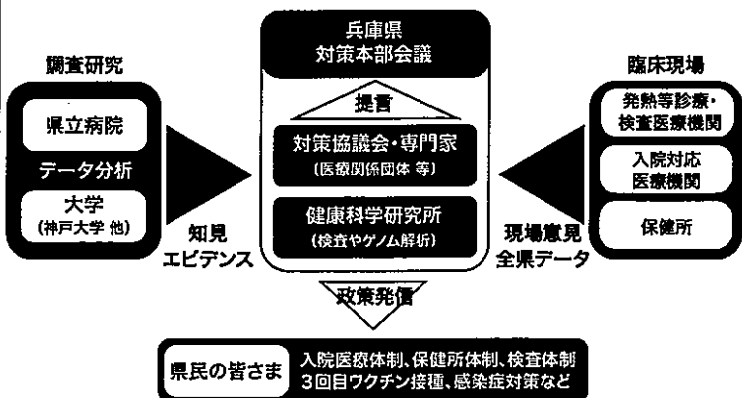 調査研究
県立病院
データ分析
大学
(神戸大学 他)
知見
エビデンス
兵庫県
対策本部会議
提言
対策協議会・専門家
(医療関係団体 等)
健康科学研究所
(検査やゲノム解析)
政策発信
臨床現場
発熱等診療・
検査医療機関
入院対応
医療機関
保健所
現場意見
全県データ
県民の皆さま
入院医療体制、保健所体制、検査体制
3回目ワクチン接種、感染症対策など